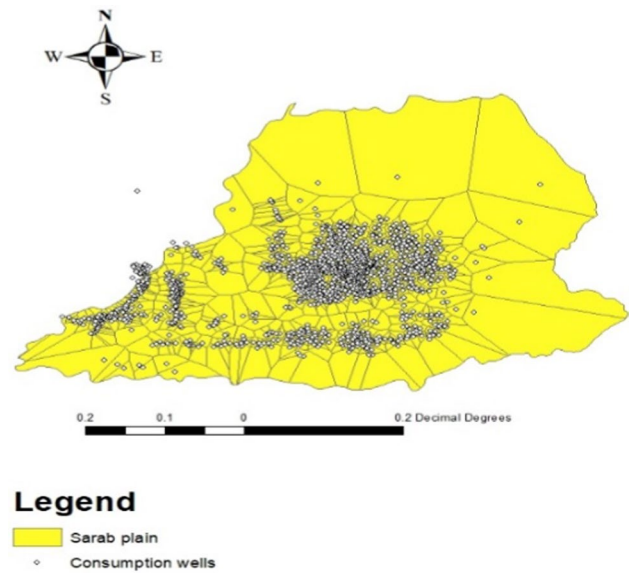 N
W E
S
0.2 0.1 0 0.2 Decimal Degrees
Legend
Sarab plain
Consumption wells